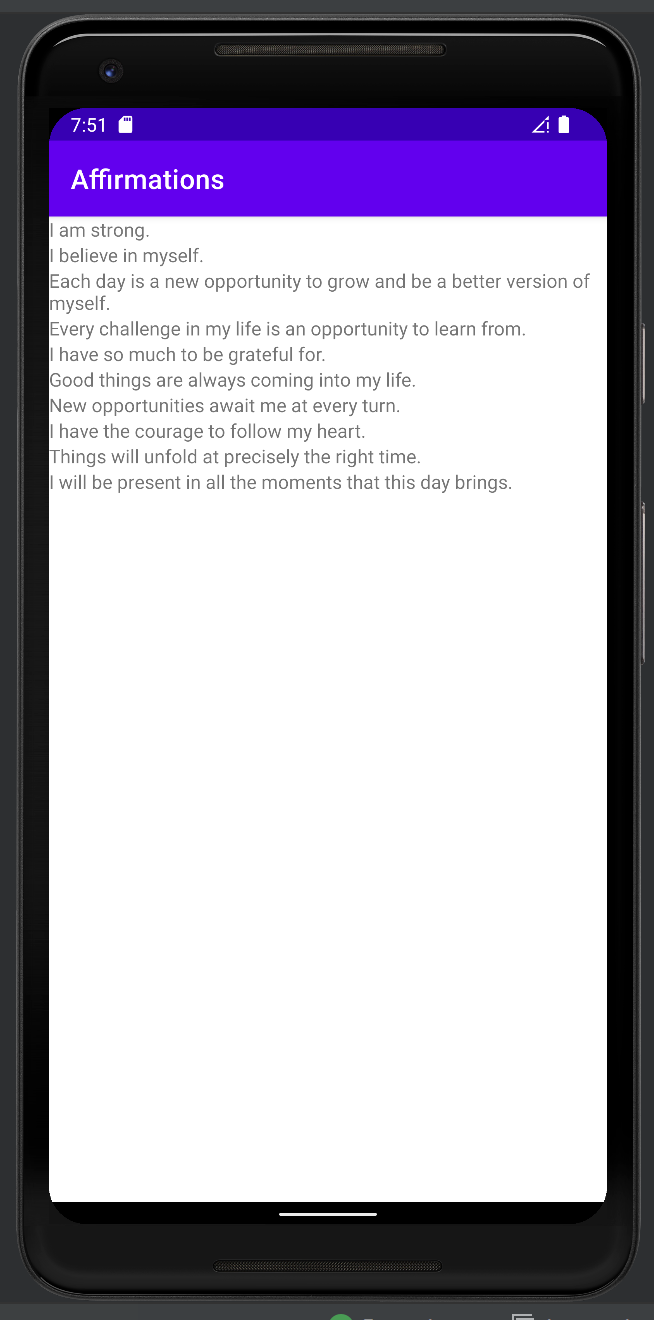 7:51
Affirmations
I am strong.
I believe in myself.
Each day is a new opportunity to grow and be a better version of
myself.
Every challenge in my life is an opportunity to learn from.
I have so much to be grateful for.
Good things are always coming into my life.
New opportunities await me at every turn.
I have the courage to follow my heart.
Things will unfold at precisely the right time.
I will be present in all the moments that this day brings.